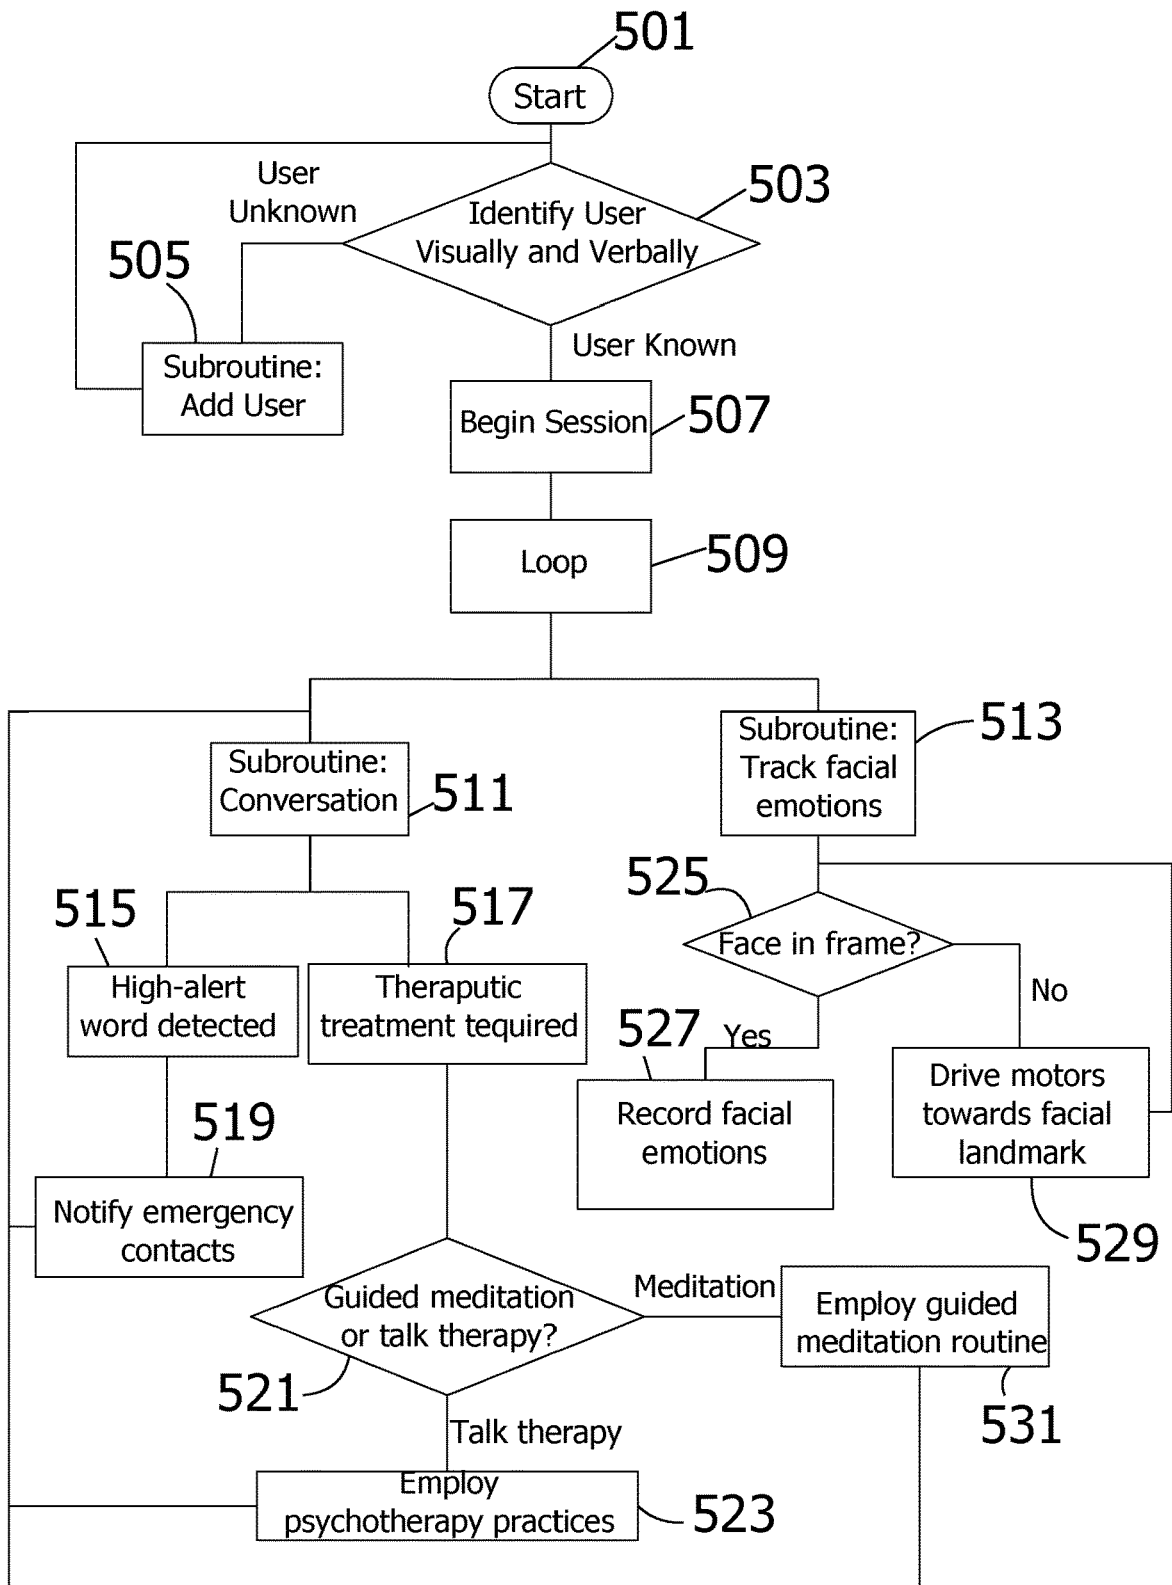 501
Start
User
Unknown
503
Identify User
Visually and Verbally
505
Subroutine:
Add User
User Known
Begin Session
507
Loop
509
Subroutine:
Conversation
511
Subroutine:
Track facial
emotions
513
515
High-alert
word detected
517
Theraputic
treatment tequired
525
Face in frame?
No
Yes
527
Record facial
emotions
Drive motors
towards facial
landmark
529
519
Notify emergency
contacts
Guided meditation
or talk therapy?
521
Meditation
Employ guided
meditation routine
531
Talk therapy
Employ
psychotherapy practices
523